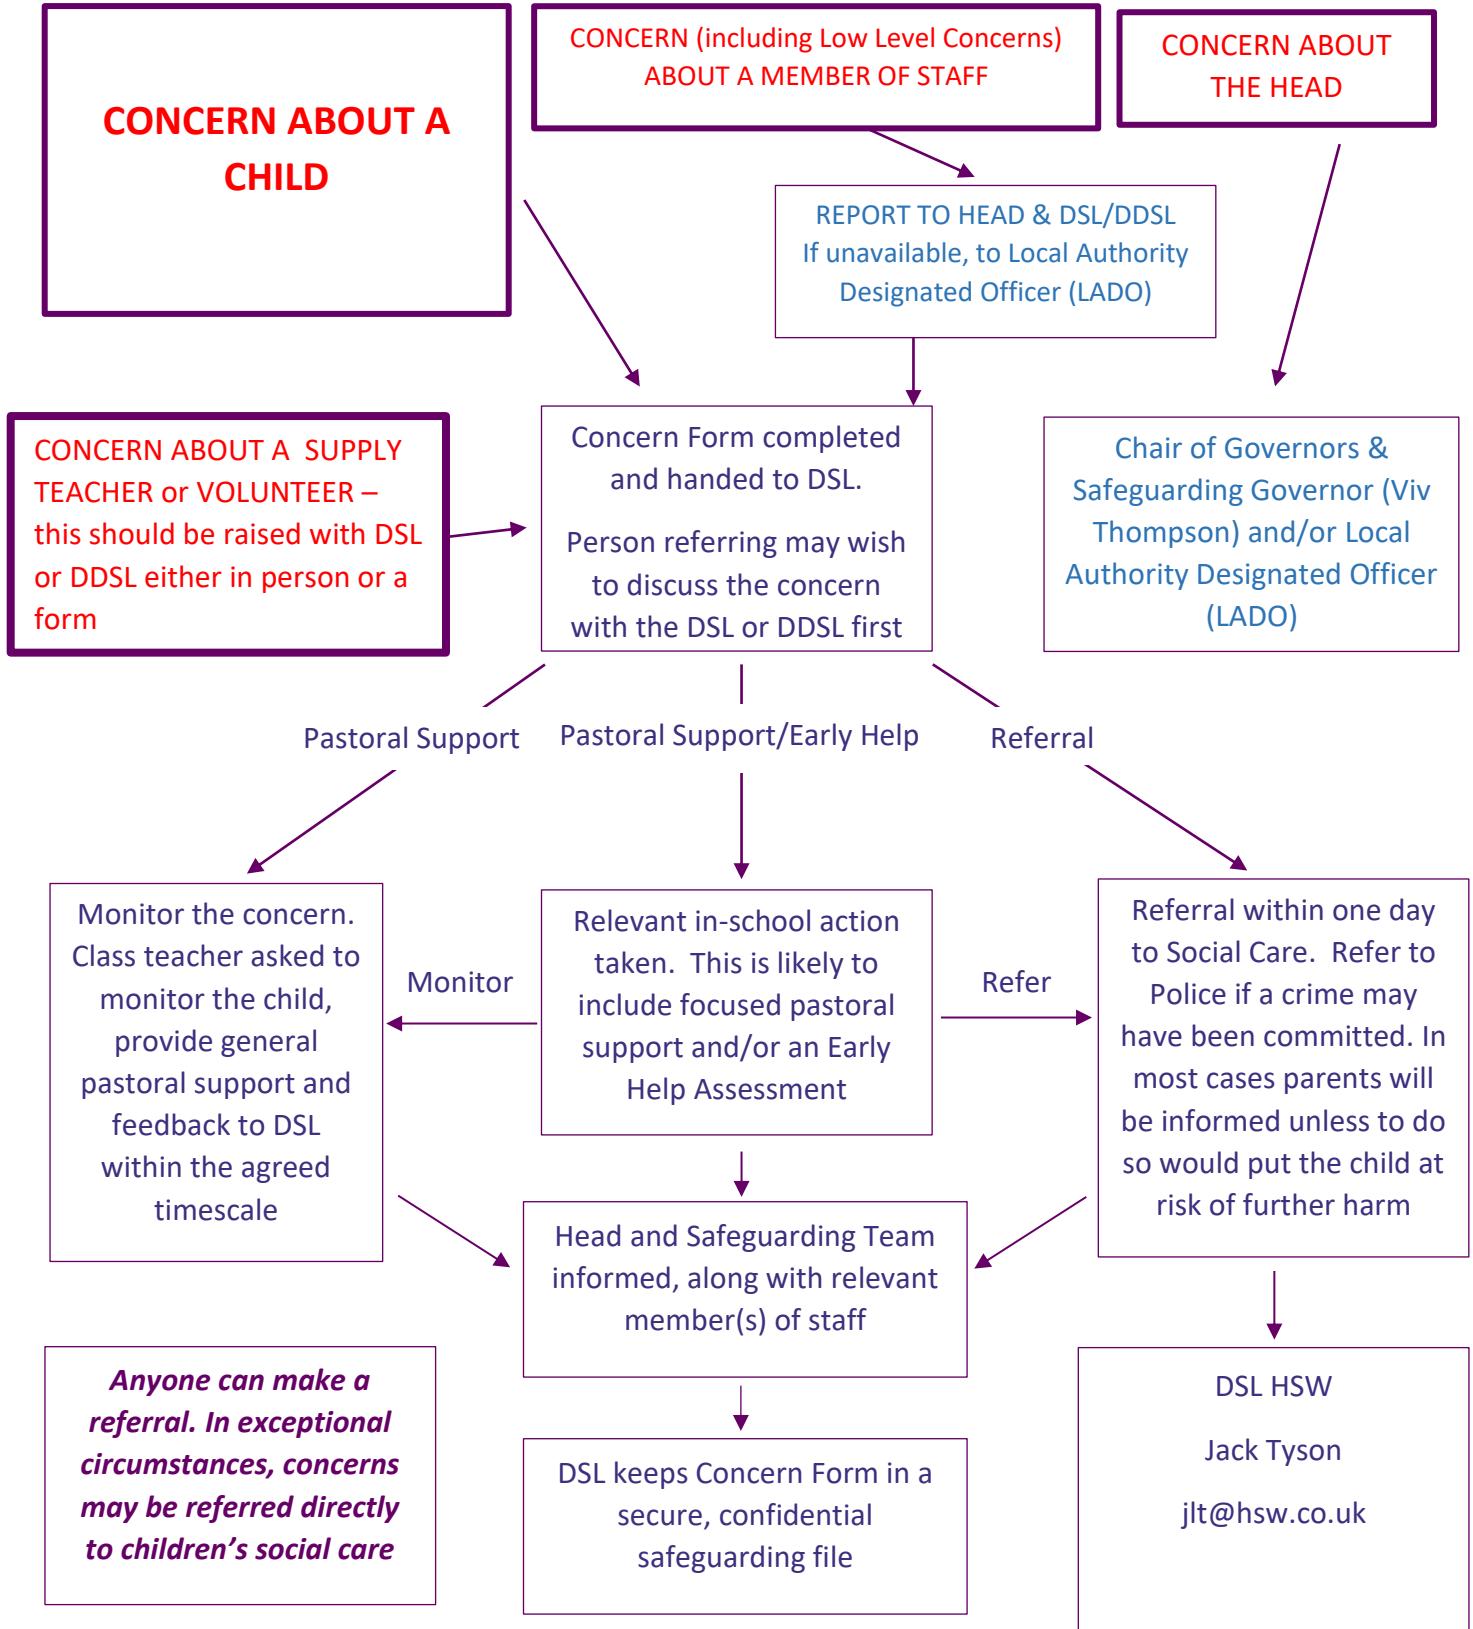 CONCERN ABOUT A
CHILD
CONCERN (including Low Level Concerns)
ABOUT A MEMBER OF STAFF
CONCERN ABOUT
THE HEAD
REPORT TO HEAD & DSL/DDSL
If unavailable, to Local Authority
Designated Officer (LADO)
CONCERN ABOUT A  SUPPLY
TEACHER or VOLUNTEER –
this should be raised with DSL
or DDSL either in person or a
form
Concern Form completed
and handed to DSL.
Person referring may wish
to discuss the concern
with the DSL or DDSL first
Chair of Governors &
Safeguarding Governor (Viv
Thompson) and/or Local
Authority Designated Officer
(LADO)
Pastoral Support
Pastoral Support/Early Help
Referral
Monitor the concern.
Class teacher asked to
monitor the child,
provide general
pastoral support and
feedback to DSL
within the agreed
timescale
Monitor
Relevant in-school action
taken.  This is likely to
include focused pastoral
support and/or an Early
Help Assessment
Refer
Referral within one day
to Social Care.  Refer to
Police if a crime may
have been committed. In
most cases parents will
be informed unless to do
so would put the child at
risk of further harm
Head and Safeguarding Team
informed, along with relevant
member(s) of staff
Anyone can make a
referral. In exceptional
circumstances, concerns
may be referred directly
to children’s social care
DSL keeps Concern Form in a
secure, confidential
safeguarding file
DSL HSW
Jack Tyson
jlt@hsw.co.uk